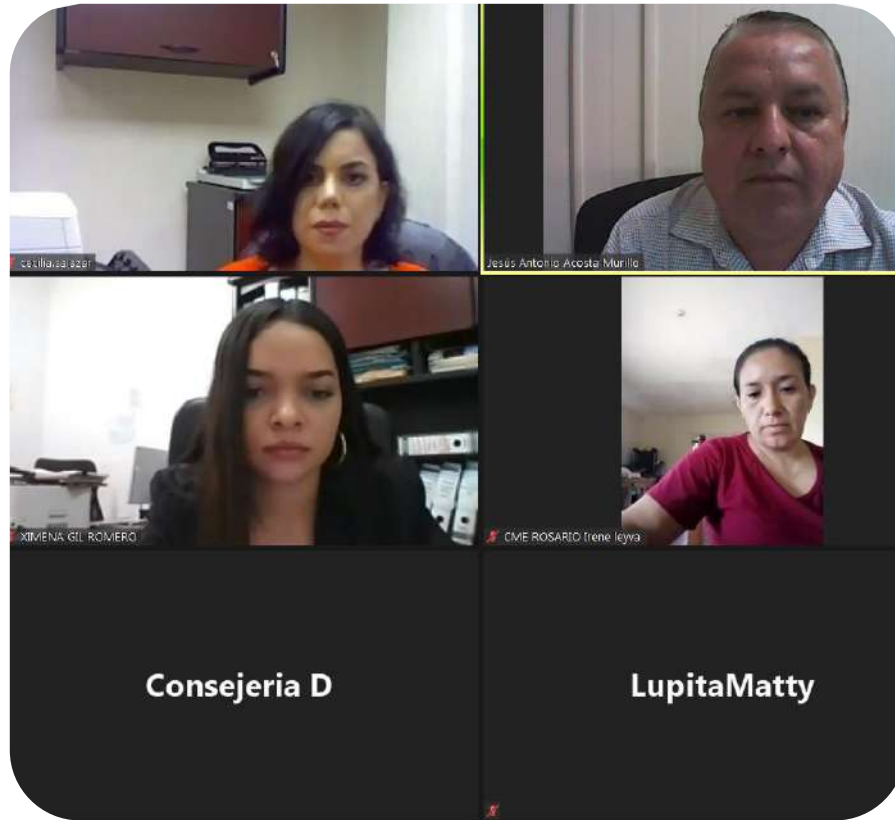 cecilia.salazar
Jesús Antonio Acosta Murillo
XIMENA GIL ROMERO
CME ROSARIO Irene leyva
Consejeria D
LupitaMatty